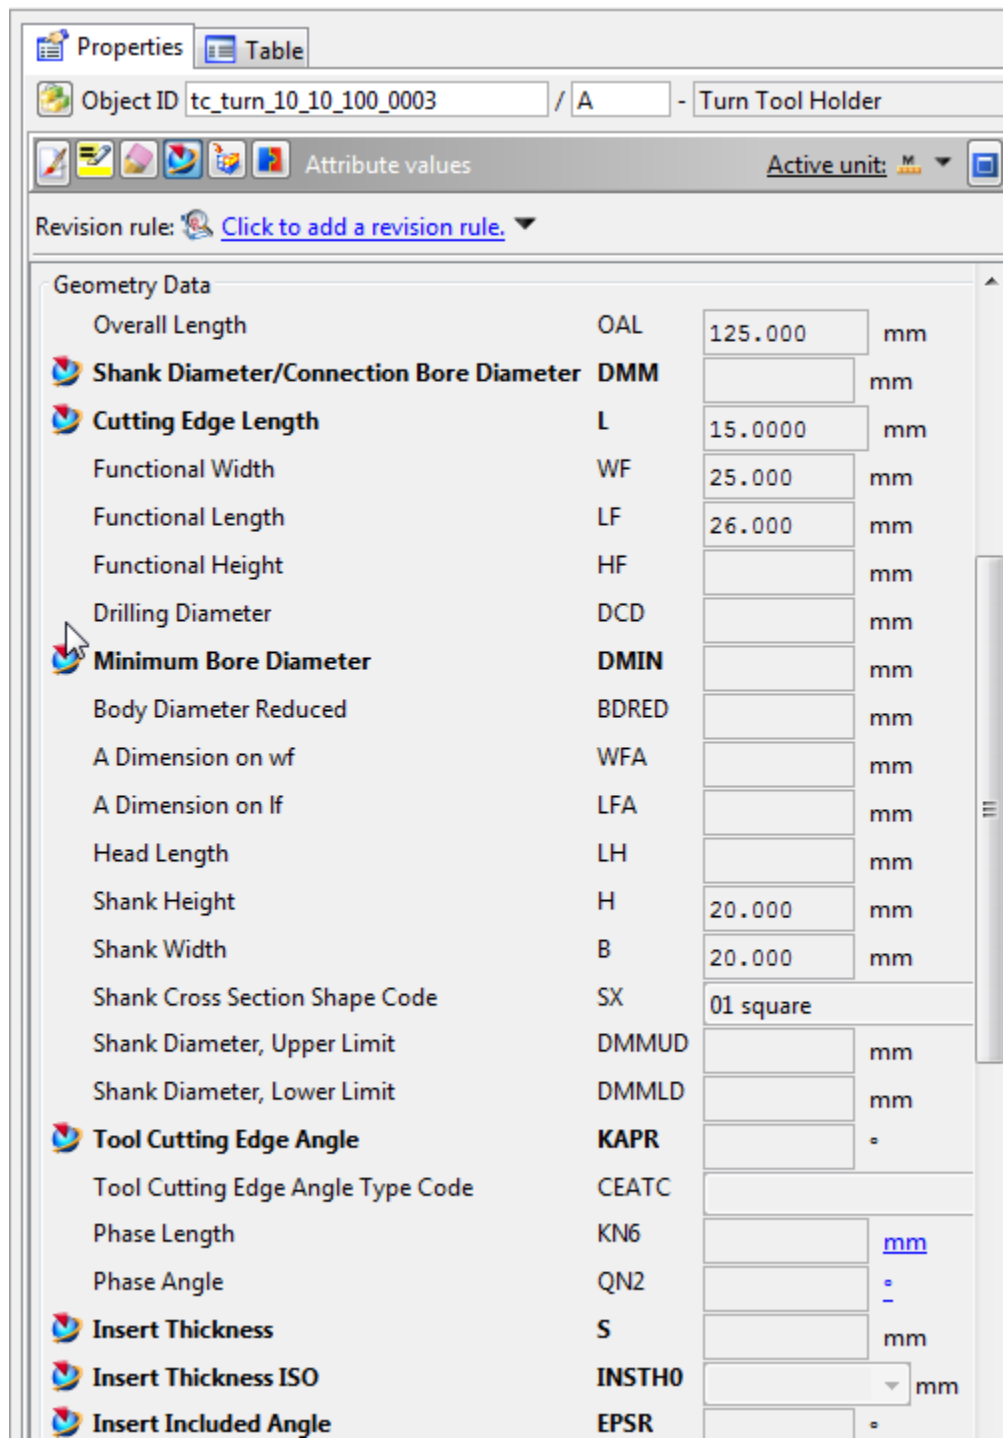 Properties Table
Object ID tc_turn_10_10_100_0003 / A - Turn Tool Holder
Attribute values Active unit: M
Revision rule: Click to add a revision rule.
Geometry Data
Overall Length OAL 125.000 mm
Shank Diameter/Connection Bore Diameter DMM mm
Cutting Edge Length L 15.0000 mm
Functional Width WF 25.000 mm
Functional Length LF 26.000 mm
Functional Height HF mm
Drilling Diameter DCD mm
Minimum Bore Diameter DMIN mm
Body Diameter Reduced BDRED mm
A Dimension on wf WFA mm
A Dimension on lf LFA mm
Head Length LH mm
Shank Height H 20.000 mm
Shank Width B 20.000 mm
Shank Cross Section Shape Code SX 01 square
Shank Diameter, Upper Limit DMMUD mm
Shank Diameter, Lower Limit DMMLD mm
Tool Cutting Edge Angle KAPR °
Tool Cutting Edge Angle Type Code CEATC
Phase Length KN6 mm
Phase Angle QN2 °
Insert Thickness S mm
Insert Thickness ISO INSTH0 mm
Insert Included Angle EPSR °